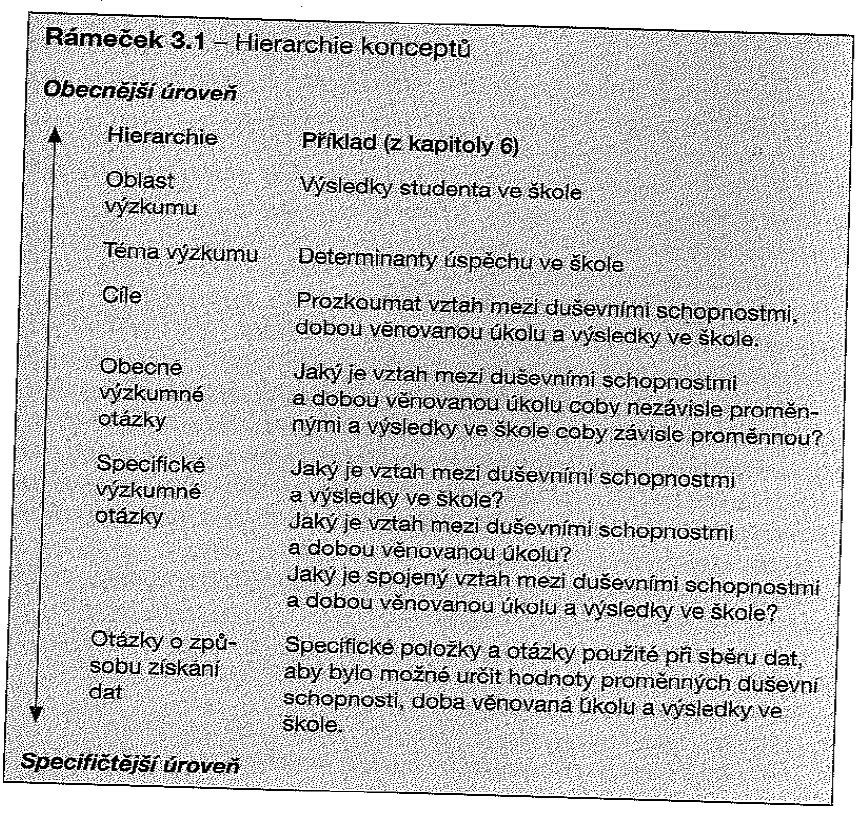 Rámeček 3.1 – Hierarchie konceptů
Obecnější úroveň
Hierarchie
Příklad (z kapitoly 6)
Oblast
výzkumu
Výsledky studenta ve škole
Téma výzkumu
Determinanty úspěchu ve škole
Cíle
Prozkoumat vztah mezi duševními schopnostmi,
dobou věnovanou úkolu a výsledky ve škole.
Obecné
výzkumné
otázky
Jaký je vztah mezi duševními schopnostmi
a dobou věnovanou úkolu coby nezávisle proměn-
nými a výsledky ve škole coby závisle proměnnou?
Specifické
výzkumné
otázky
Jaký je vztah mezi duševními schopnostmi
a výsledky ve škole?
Jaký je vztah mezi duševními schopnostmi
a dobou věnovanou úkolu?
Jaký je spojený vztah mezi duševními schopnostmi
a dobou věnovanou úkolu a výsledky ve škole?
Otázky o způ-
sobu získání
dat
Specifické položky a otázky použité při sběru dat,
aby bylo možné určit hodnoty proměnných duševní
schopnosti, doba věnovaná úkolu a výsledky ve
škole.
Specifičtější úroveň